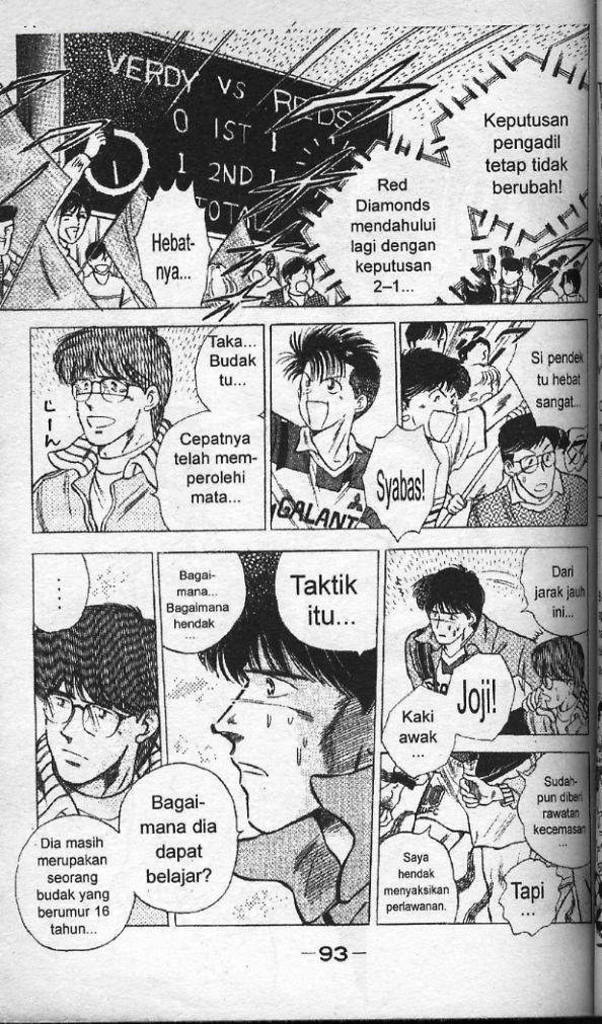 VERDY VS REDS
0 1ST 1
1 2ND 1
TOTAL
Keputusan
pengadil
tetap tidak
berubah!
Red
Diamonds
mendahului
lagi dengan
keputusan
2–1...
Hebat-
nya...
Taka...
Budak
tu...
Cepatnya
telah mem-
perolehi
mata...
じーん
Syabas!
GALANT
Si pendek
tu hebat
sangat...
...
Dia masih
merupakan
seorang
budak yang
berumur 16
tahun...
Bagai-
mana...
Bagaimana
hendak
...
Taktik
itu...
Bagai-
mana dia
dapat
belajar?
Dari
jarak jauh
ini...
Joji!
Kaki
awak
...
Sudah-
pun diberi
rawatan
kecemasan
...
Saya
hendak
menyaksikan
perlawanan.
Tapi
...
–93–